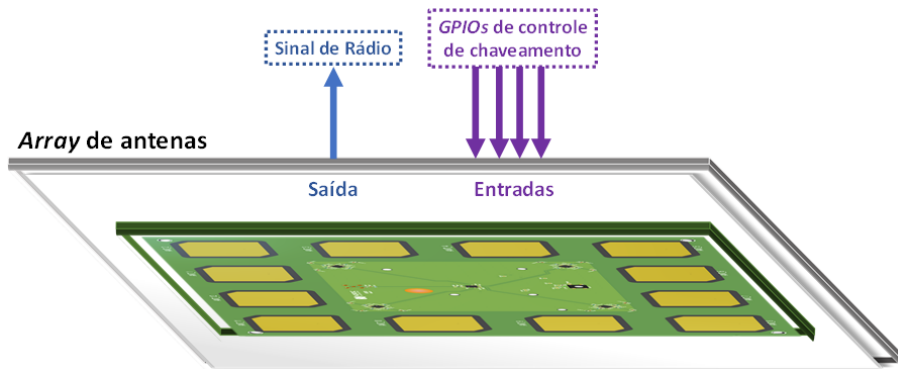 GPIOs de controle
de chaveamento
Sinal de Rádio
Array de antenas
Saída
Entradas